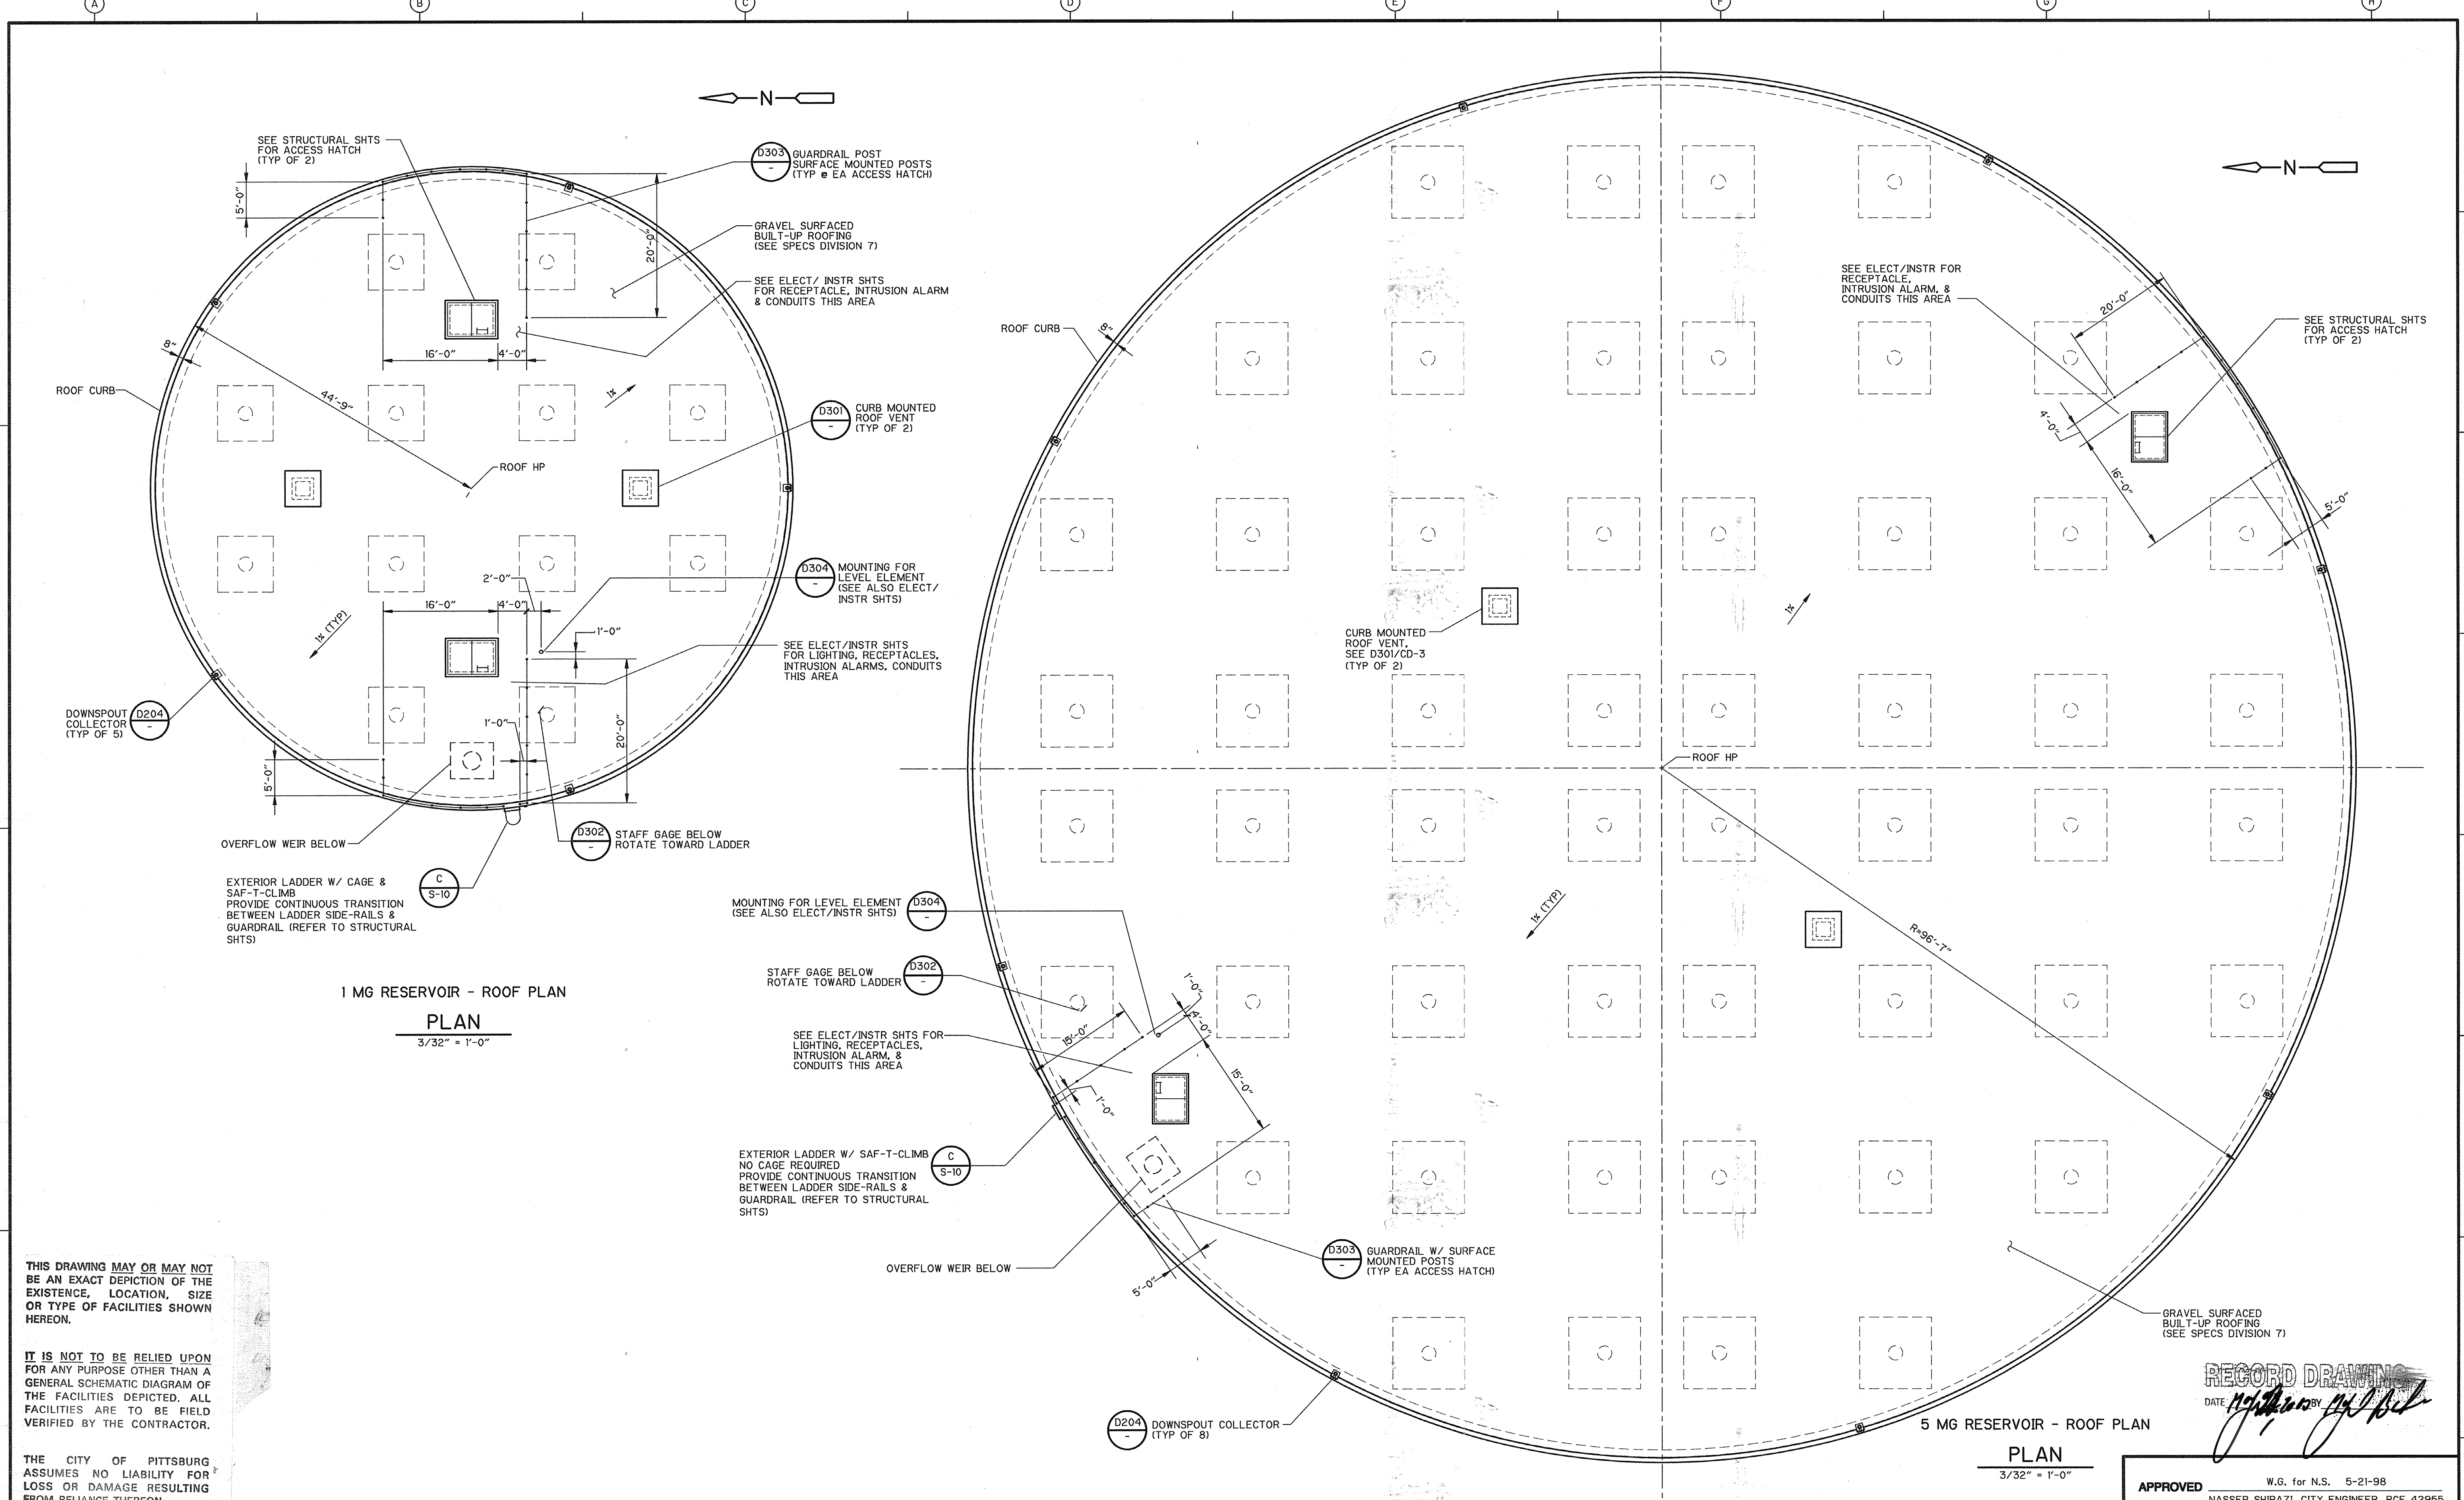 A
B
C
D
E
F
G
H
N
SEE STRUCTURAL SHTS
FOR ACCESS HATCH
(TYP OF 2)
D303
-
GUARDRAIL POST
SURFACE MOUNTED POSTS
(TYP @ EA ACCESS HATCH)
5'-0"
20'-0"
GRAVEL SURFACED
BUILT-UP ROOFING
(SEE SPECS DIVISION 7)
SEE ELECT/ INSTR SHTS
FOR RECEPTACLE, INTRUSION ALARM
& CONDUITS THIS AREA
8"
16'-0"
4'-0"
ROOF CURB
44'-9"
1%
D301
-
CURB MOUNTED
ROOF VENT
(TYP OF 2)
ROOF HP
D304
-
MOUNTING FOR
LEVEL ELEMENT
(SEE ALSO ELECT/
INSTR SHTS)
2'-0"
16'-0"
4'-0"
1% (TYP)
1'-0"
SEE ELECT/INSTR SHTS
FOR LIGHTING, RECEPTACLES,
INTRUSION ALARMS, CONDUITS
THIS AREA
DOWNSPOUT
COLLECTOR
(TYP OF 5)
D204
-
1'-0"
20'-0"
5'-0"
OVERFLOW WEIR BELOW
D302
-
STAFF GAGE BELOW
ROTATE TOWARD LADDER
EXTERIOR LADDER W/ CAGE &
SAF-T-CLIMB
PROVIDE CONTINUOUS TRANSITION
BETWEEN LADDER SIDE-RAILS &
GUARDRAIL (REFER TO STRUCTURAL
SHTS)
C
S-10
1 MG RESERVOIR - ROOF PLAN
PLAN
3/32" = 1'-0"
N
ROOF CURB
8"
SEE ELECT/INSTR FOR
RECEPTACLE,
INTRUSION ALARM, &
CONDUITS THIS AREA
20'-0"
SEE STRUCTURAL SHTS
FOR ACCESS HATCH
(TYP OF 2)
4'-0"
16'-0"
5'-0"
CURB MOUNTED
ROOF VENT,
SEE D301/CD-3
(TYP OF 2)
1%
ROOF HP
1% (TYP)
R=96'-7"
MOUNTING FOR LEVEL ELEMENT
(SEE ALSO ELECT/INSTR SHTS)
D304
-
STAFF GAGE BELOW
ROTATE TOWARD LADDER
D302
-
1'-0"
4'-0"
15'-0"
SEE ELECT/INSTR SHTS FOR
LIGHTING, RECEPTACLES,
INTRUSION ALARM, &
CONDUITS THIS AREA
15'-0"
1'-0"
EXTERIOR LADDER W/ SAF-T-CLIMB
NO CAGE REQUIRED
PROVIDE CONTINUOUS TRANSITION
BETWEEN LADDER SIDE-RAILS &
GUARDRAIL (REFER TO STRUCTURAL
SHTS)
C
S-10
OVERFLOW WEIR BELOW
5'-0"
D303
-
GUARDRAIL W/ SURFACE
MOUNTED POSTS
(TYP EA ACCESS HATCH)
GRAVEL SURFACED
BUILT-UP ROOFING
(SEE SPECS DIVISION 7)
D204
-
DOWNSPOUT COLLECTOR
(TYP OF 8)
5 MG RESERVOIR - ROOF PLAN
PLAN
3/32" = 1'-0"
THIS DRAWING MAY OR MAY NOT
BE AN EXACT DEPICTION OF THE
EXISTENCE, LOCATION, SIZE
OR TYPE OF FACILITIES SHOWN
HEREON.
IT IS NOT TO BE RELIED UPON
FOR ANY PURPOSE OTHER THAN A
GENERAL SCHEMATIC DIAGRAM OF
THE FACILITIES DEPICTED. ALL
FACILITIES ARE TO BE FIELD
VERIFIED BY THE CONTRACTOR.
THE CITY OF PITTSBURG
ASSUMES NO LIABILITY FOR
LOSS OR DAMAGE RESULTING
FROM RELIANCE THEREON.
RECORD DRAWING
DATE BY
APPROVED W.G. for N.S. 5-21-98
NASSER SHIRAZI, CITY ENGINEER, RCE 42955